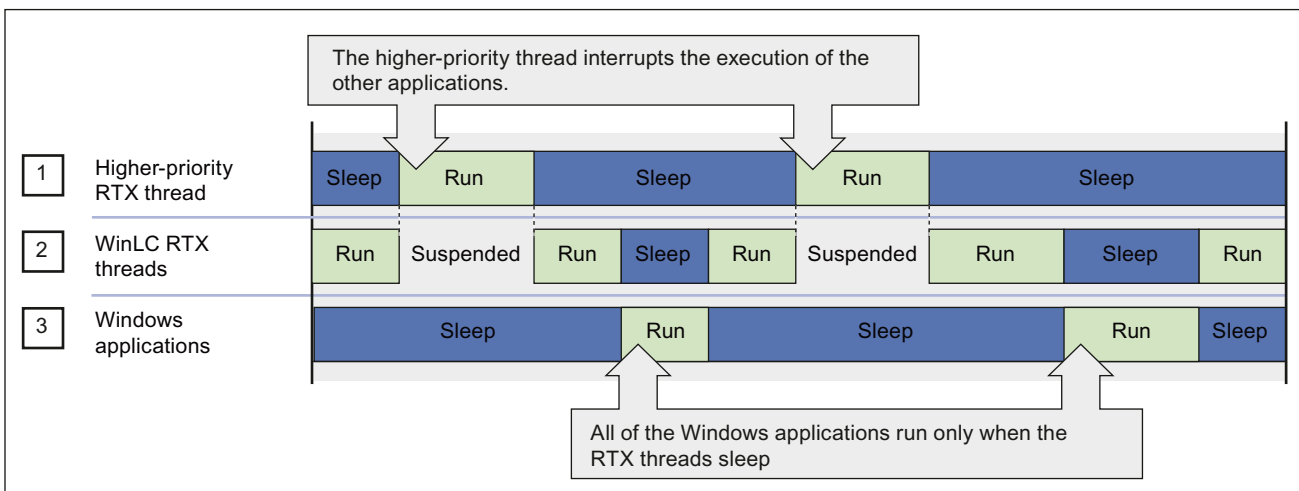 The higher-priority thread interrupts the execution of the
other applications.
1
Higher-priority
RTX thread
Sleep Run Sleep Run Sleep
2
WinLC RTX
threads
Run Suspended Run Sleep Run Suspended Run Sleep Run
3
Windows
applications
Sleep Run Sleep Run Sleep
All of the Windows applications run only when the
RTX threads sleep